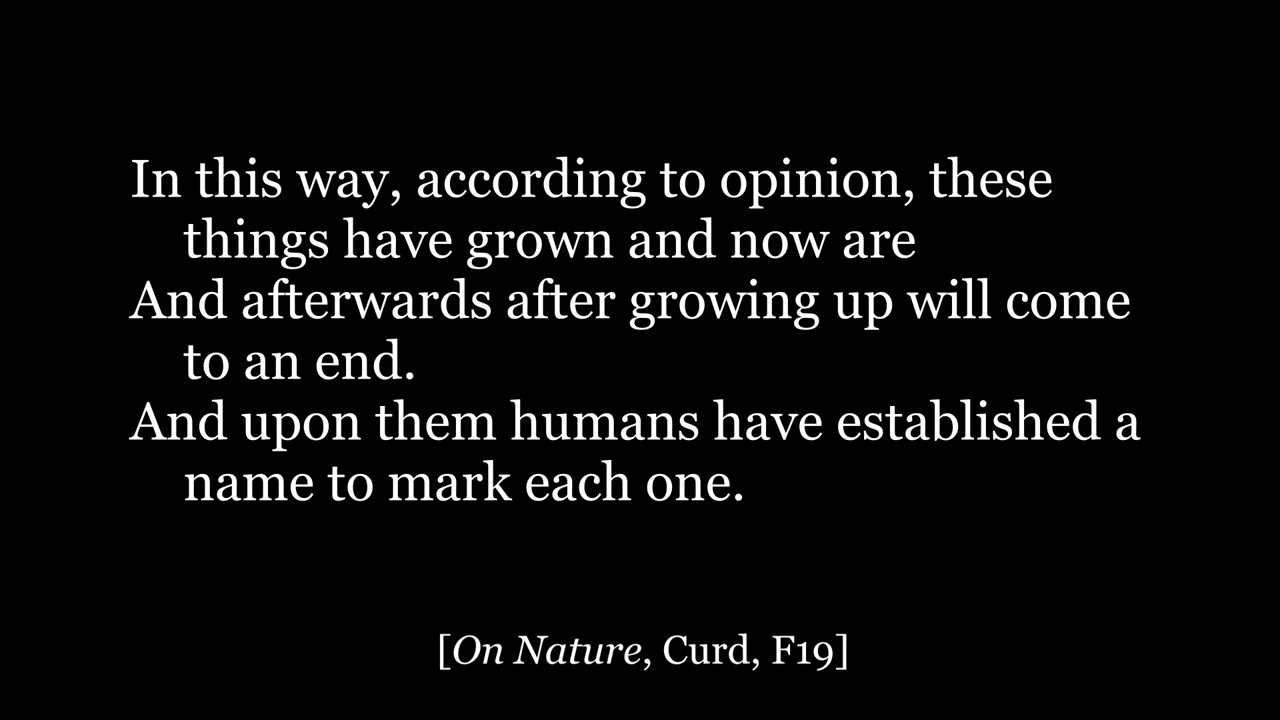 In this way, according to opinion, these
things have grown and now are
And afterwards after growing up will come
to an end.
And upon them humans have established a
name to mark each one.
[On Nature, Curd, F19]